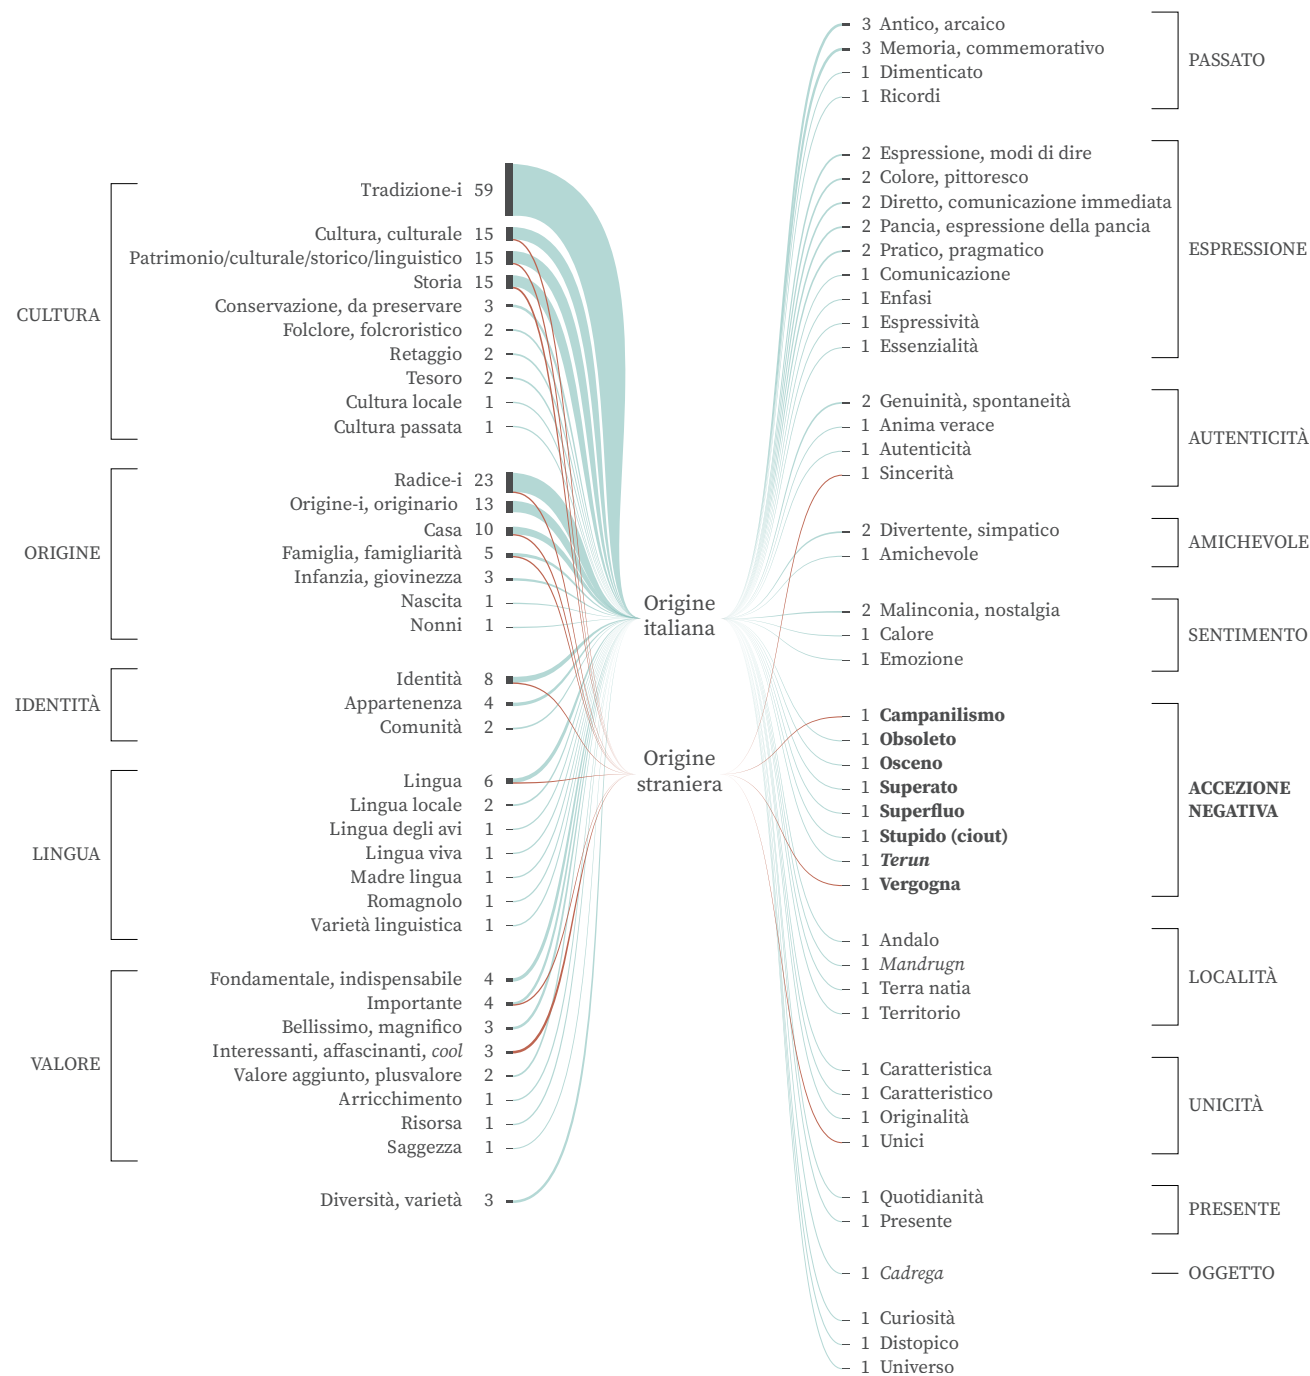 CULTURA
Tradizione-i 59
Cultura, culturale 15
Patrimonio/culturale/storico/linguistico 15
Storia 15
Conservazione, da preservare 3
Folclore, folcroristico 2
Retaggio 2
Tesoro 2
Cultura locale 1
Cultura passata 1
ORIGINE
Radice-i 23
Origine-i, originario 13
Casa 10
Famiglia, famigliarità 5
Infanzia, giovinezza 3
Nascita 1
Nonni 1
IDENTITÀ
Identità 8
Appartenenza 4
Comunità 2
LINGUA
Lingua 6
Lingua locale 2
Lingua degli avi 1
Lingua viva 1
Madre lingua 1
Romagnolo 1
Varietà linguistica 1
VALORE
Fondamentale, indispensabile 4
Importante 4
Bellissimo, magnifico 3
Interessanti, affascinanti, cool 3
Valore aggiunto, plusvalore 2
Arricchimento 1
Risorsa 1
Saggezza 1
Diversità, varietà 3
Origine
italiana
Origine
straniera
3 Antico, arcaico
3 Memoria, commemorativo
1 Dimenticato
1 Ricordi
PASSATO
2 Espressione, modi di dire
2 Colore, pittoresco
2 Diretto, comunicazione immediata
2 Pancia, espressione della pancia
2 Pratico, pragmatico
1 Comunicazione
1 Enfasi
1 Espressività
1 Essenzialità
ESPRESSIONE
2 Genuinità, spontaneità
1 Anima verace
1 Autenticità
1 Sincerità
AUTENTICITÀ
2 Divertente, simpatico
1 Amichevole
AMICHEVOLE
2 Malinconia, nostalgia
1 Calore
1 Emozione
SENTIMENTO
1 Campanilismo
1 Obsoleto
1 Osceno
1 Superato
1 Superfluo
1 Stupido (ciout)
1 Terun
1 Vergogna
ACCEZIONE
NEGATIVA
1 Andalo
1 Mandrugn
1 Terra natia
1 Territorio
LOCALITÀ
1 Caratteristica
1 Caratteristico
1 Originalità
1 Unici
UNICITÀ
1 Quotidianità
1 Presente
PRESENTE
1 Cadrega
OGGETTO
1 Curiosità
1 Distopico
1 Universo